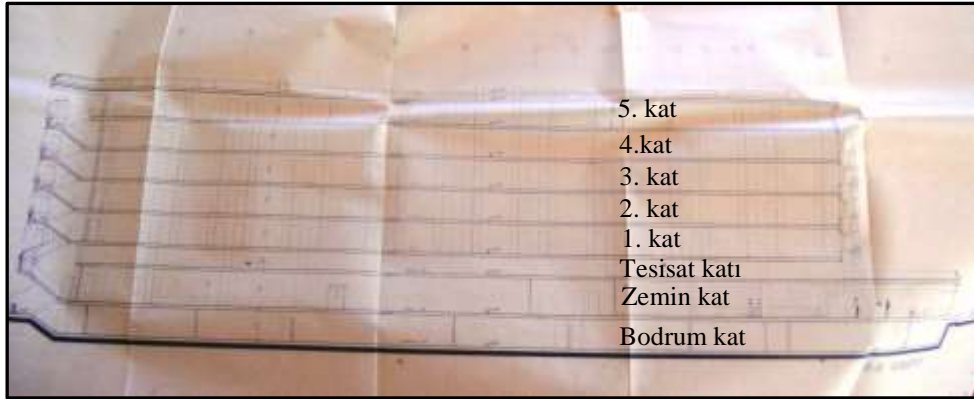 5. kat
4.kat
3. kat
2. kat
1. kat
Tesisat katı
Zemin kat
Bodrum kat